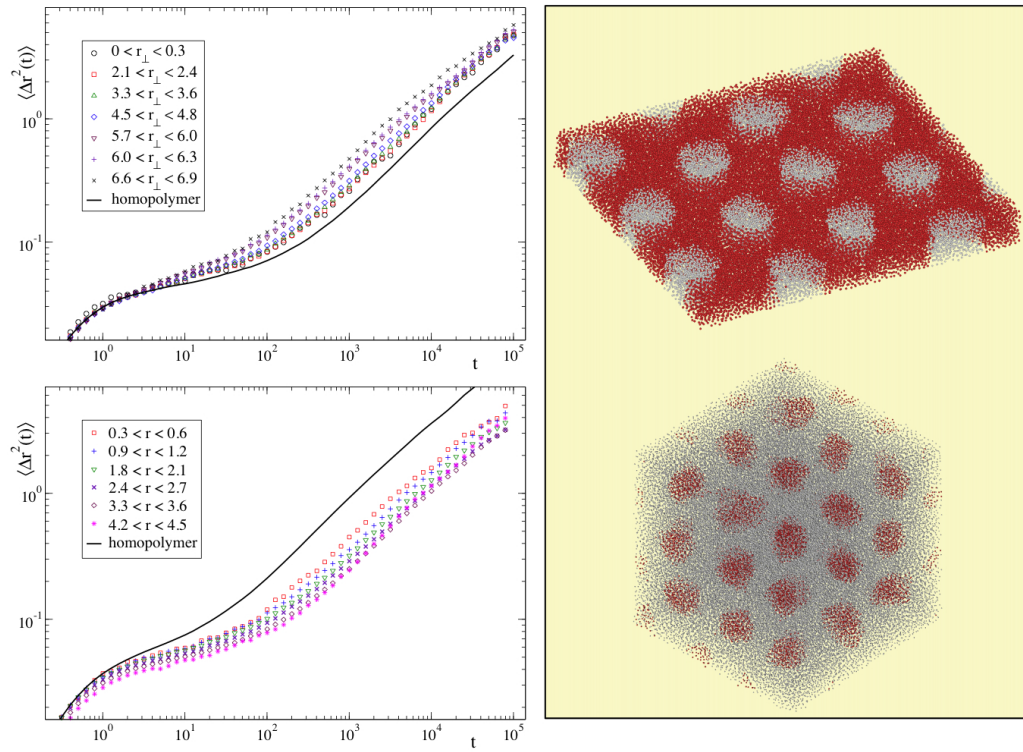 ⟨Δr²(t)⟩
10⁰
10⁻¹
0 < r⊥ < 0.3
2.1 < r⊥ < 2.4
3.3 < r⊥ < 3.6
4.5 < r⊥ < 4.8
5.7 < r⊥ < 6.0
6.0 < r⊥ < 6.3
6.6 < r⊥ < 6.9
homopolymer
10⁰ 10¹ 10² 10³ 10⁴ 10⁵
t
⟨Δr²(t)⟩
10⁰
10⁻¹
0.3 < r < 0.6
0.9 < r < 1.2
1.8 < r < 2.1
2.4 < r < 2.7
3.3 < r < 3.6
4.2 < r < 4.5
homopolymer
10⁰ 10¹ 10² 10³ 10⁴ 10⁵
t